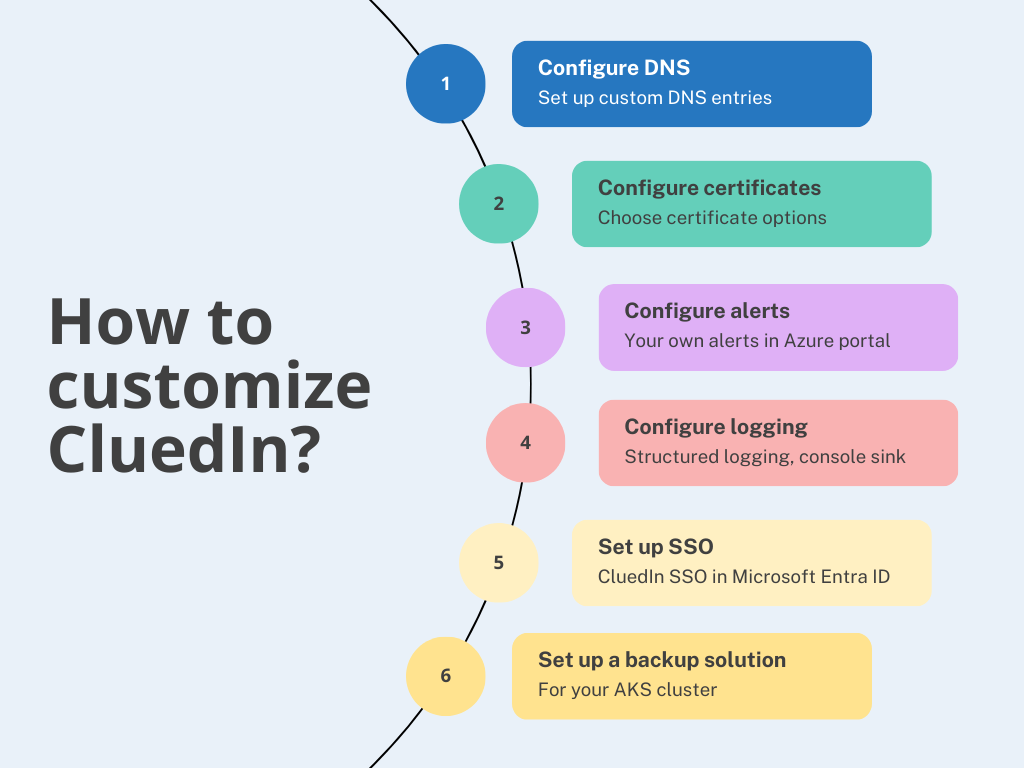 How to
customize
CluedIn?
1
Configure DNS
Set up custom DNS entries
2
Configure certificates
Choose certificate options
3
Configure alerts
Your own alerts in Azure portal
4
Configure logging
Structured logging, console sink
5
Set up SSO
CluedIn SSO in Microsoft Entra ID
6
Set up a backup solution
For your AKS cluster